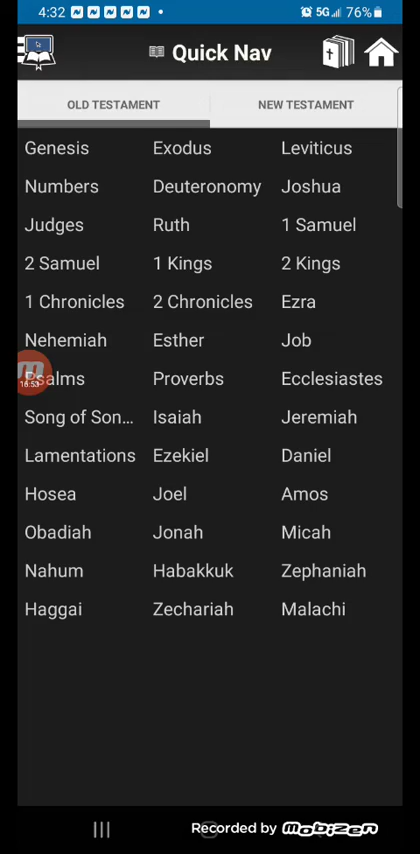 4:32 5G 76%
Quick Nav
OLD TESTAMENT NEW TESTAMENT
Genesis Exodus Leviticus
Numbers Deuteronomy Joshua
Judges Ruth 1 Samuel
2 Samuel 1 Kings 2 Kings
1 Chronicles 2 Chronicles Ezra
Nehemiah Esther Job
Psalms Proverbs Ecclesiastes
16:53
Song of Son... Isaiah Jeremiah
Lamentations Ezekiel Daniel
Hosea Joel Amos
Obadiah Jonah Micah
Nahum Habakkuk Zephaniah
Haggai Zechariah Malachi
Recorded by mobizen